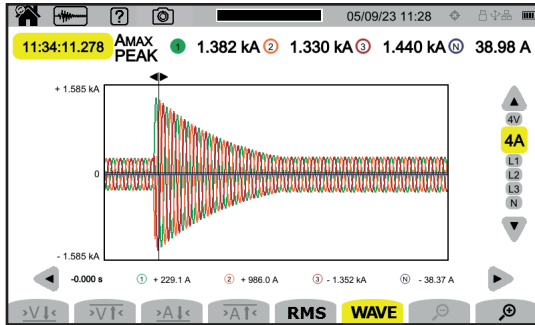 ? 05/09/23 11:28
11:34:11.278 AMAX PEAK 1 1.382 kA 2 1.330 kA 3 1.440 kA N 38.98 A
+ 1.585 kA
4V
4A
L1
0
L2
L3
N
- 1.585 kA
-0.000 s 1 + 229.1 A 2 + 986.0 A 3 - 1.352 kA N - 38.37 A
>V↓< >V↑< >A↓< >A↑< RMS WAVE